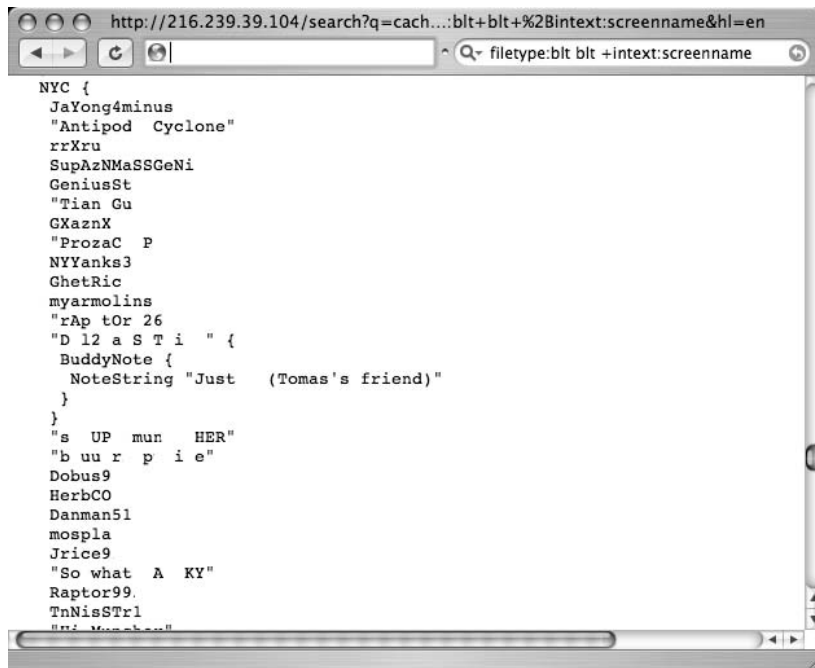 http://216.239.39.104/search?q=cach...:blt+blt+%2Bintext:screenname&hl=en
filetype:blt blt +intext:screenname
NYC {
JaYong4minus
"Antipod Cyclone"
rrXru
SupAzNMaSSGeNi
GeniusSt
"Tian Gu
GXaznX
"ProzaC P
NYYanks3
GhetRic
myarmolins
"rAp tOr 26
"D l2 a S T i " {
BuddyNote {
NoteString "Just (Tomas's friend)"
}
}
"s UP mun HER"
"b uu r p i e"
Dobus9
HerbCO
Danman51
mospla
Jrice9
"So what A KY"
Raptor99.
TnNisSTrl